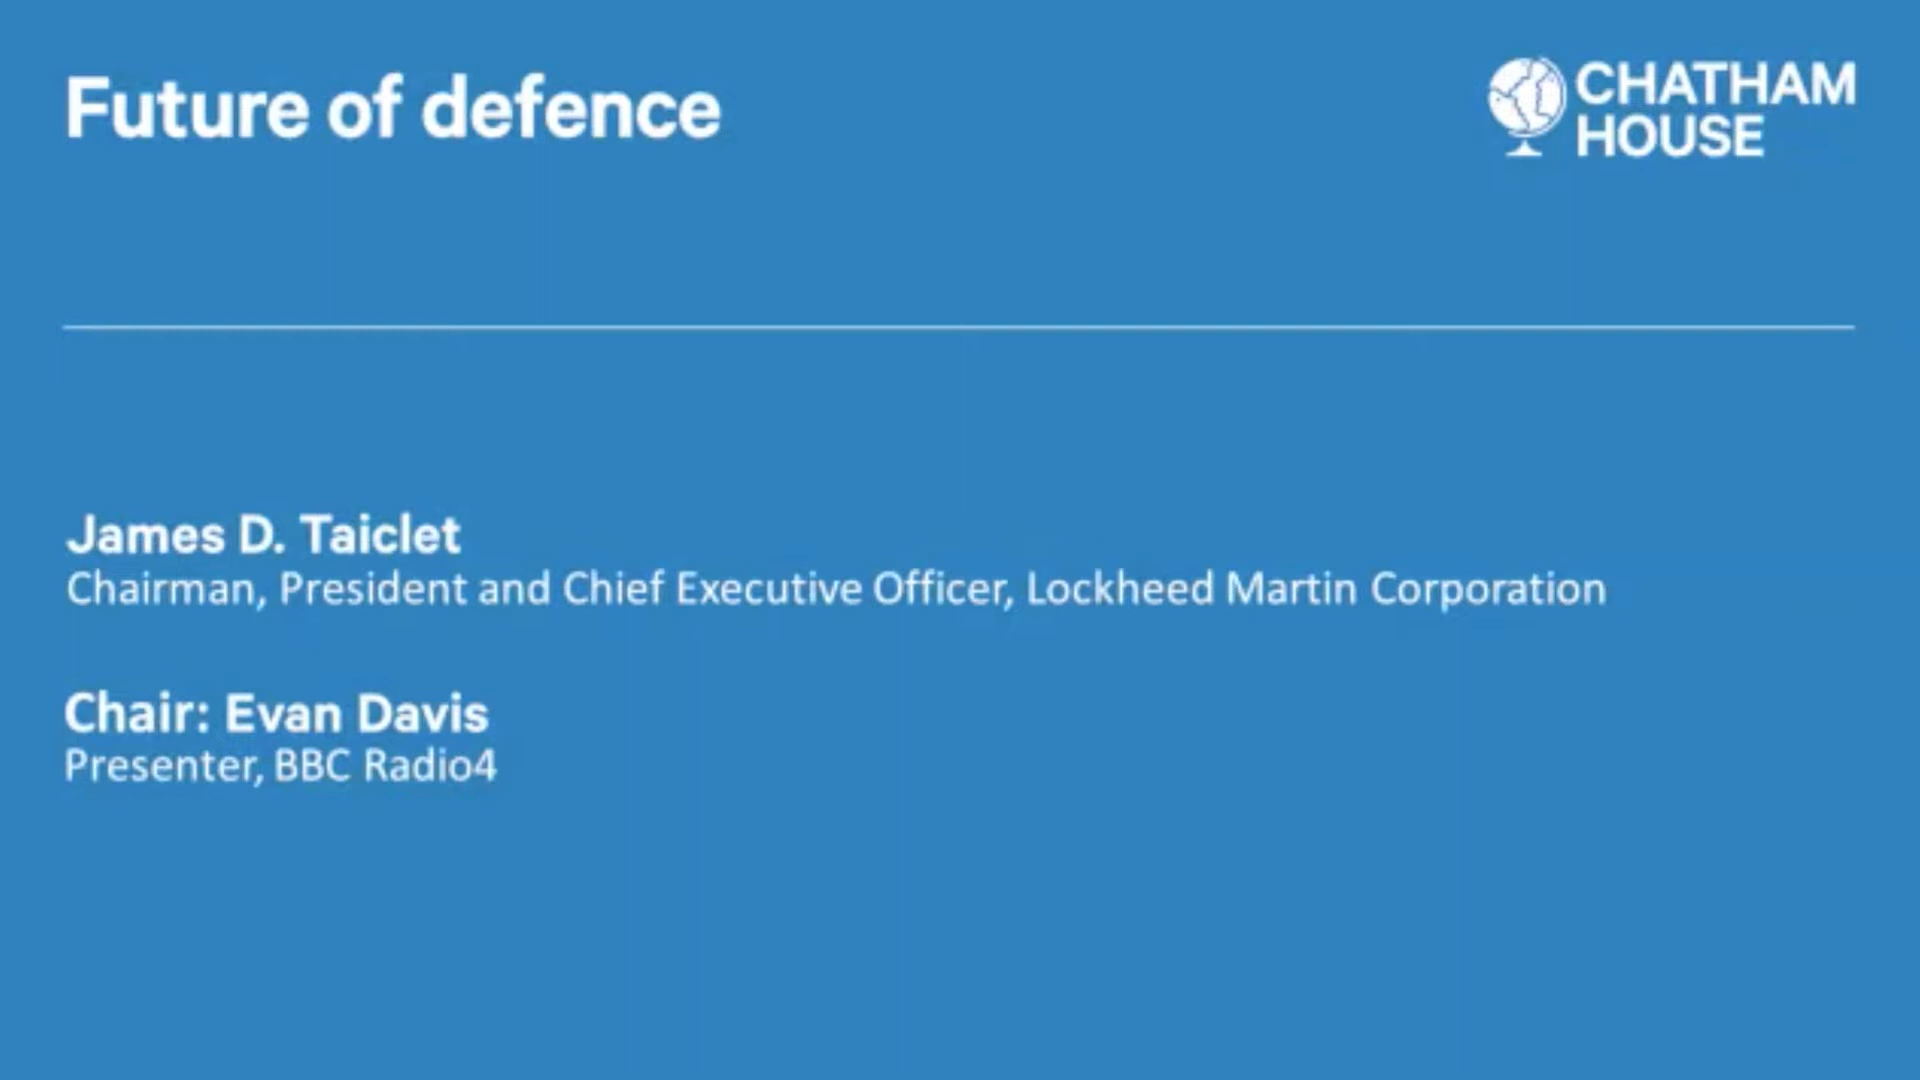 Future of defence
CHATHAM
HOUSE
James D. Taiclet
Chairman, President and Chief Executive Officer, Lockheed Martin Corporation
Chair: Evan Davis
Presenter, BBC Radio4